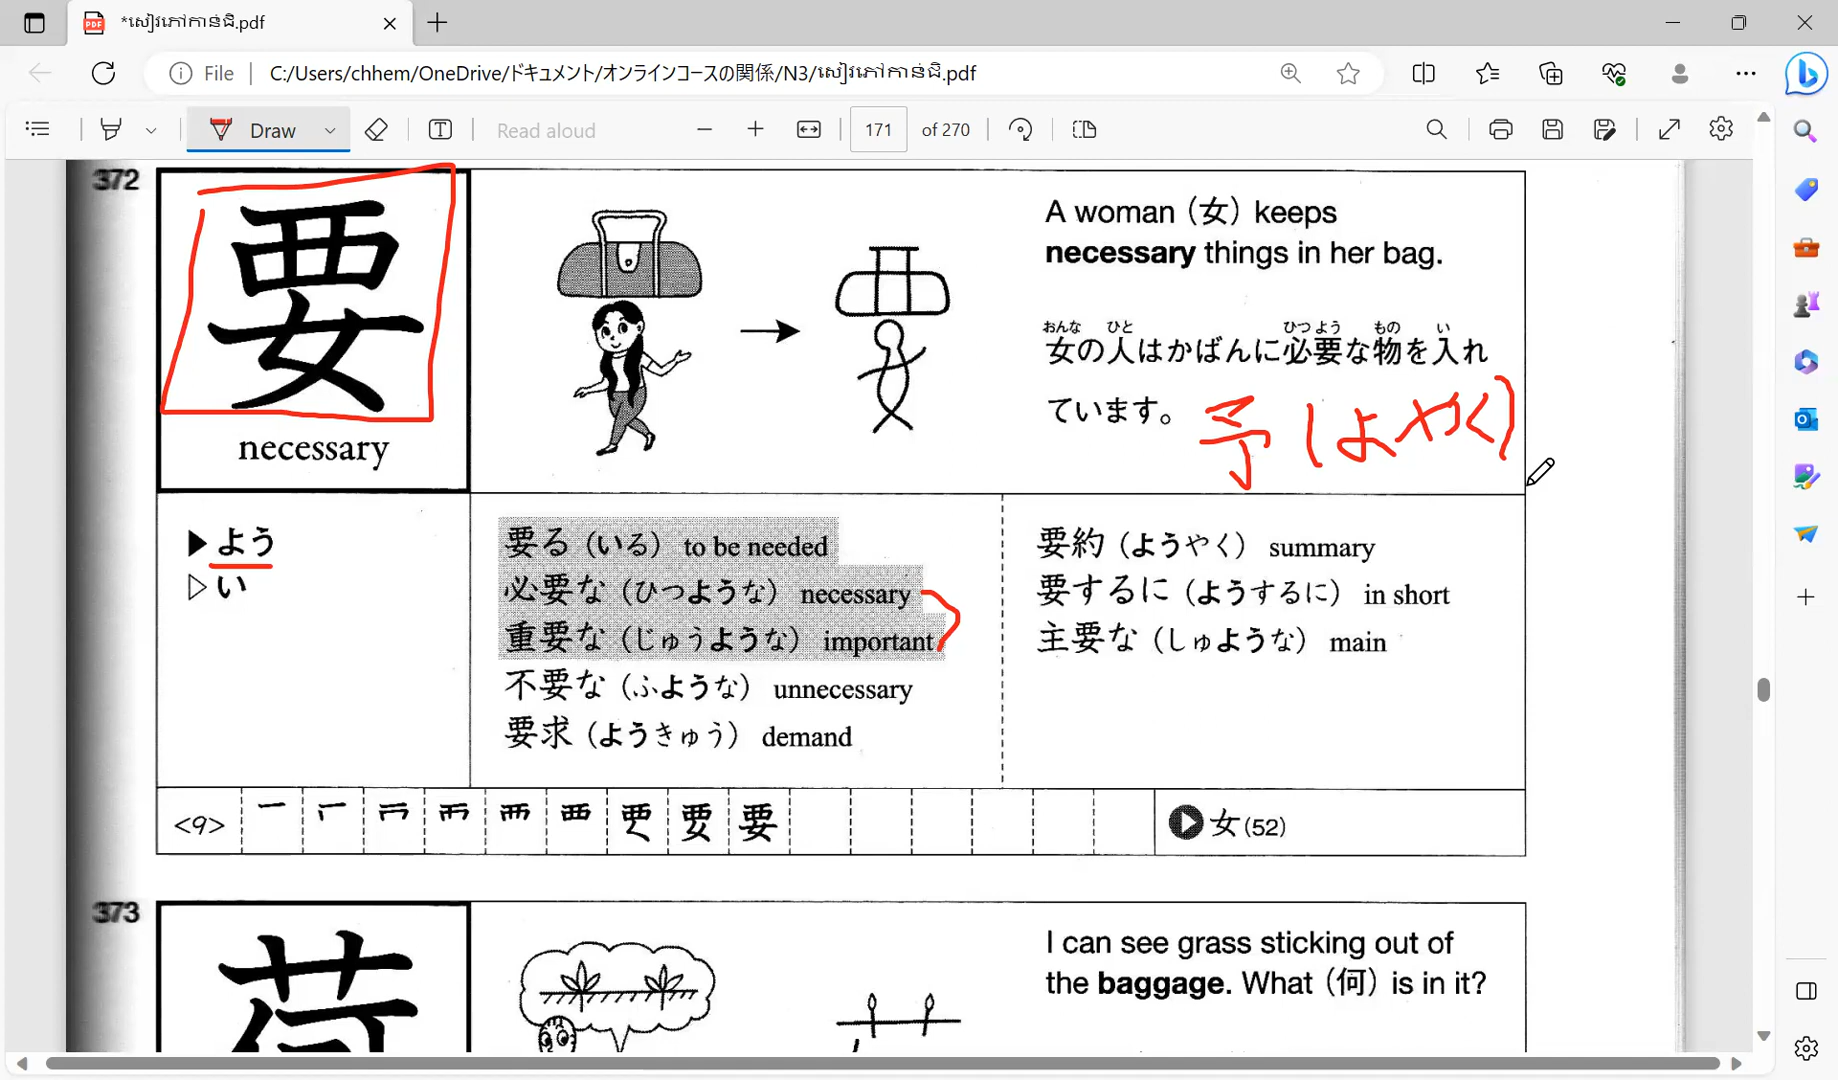 *សៀវភៅកាន់ជិ.pdf
File
C:/Users/chhem/OneDrive/ドキュメント/オンラインコースの関係/N3/សៀវភៅកាន់ជិ.pdf
Draw
Read aloud
171
of 270
372
要
necessary
A woman (女) keeps
necessary things in her bag.
おんな ひと ひつ よう もの い
女の人はかばんに必要な物を入れ
ています。
予 (よやく)
▶よう
▷い
要る (いる) to be needed
必要な (ひつような) necessary
重要な (じゅうような) important
不要な (ふような) unnecessary
要求 (ようきゅう) demand
要約 (ようやく) summary
要するに (ようするに) in short
主要な (しゅような) main
<9>
要
女(52)
373
荷
I can see grass sticking out of
the baggage. What (何) is in it?